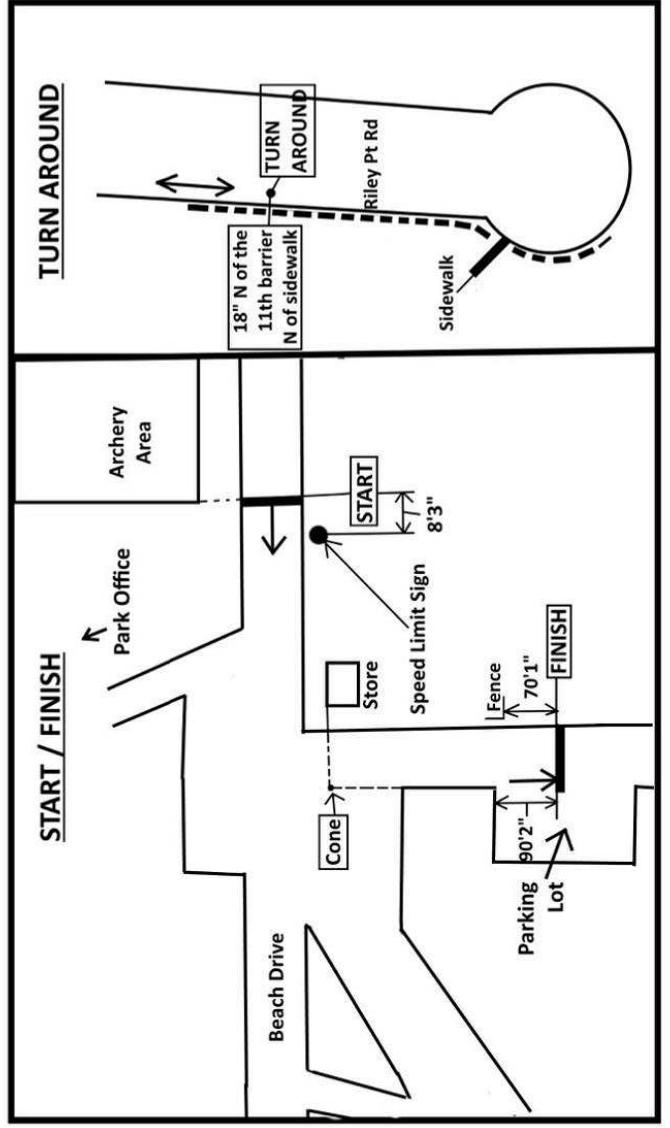 START / FINISH
Park Office
Archery
Area
START
8'3"
Speed Limit Sign
Store
Fence
70'1"
FINISH
Cone
90'2"
Parking
Lot
Beach Drive
TURN AROUND
TURN
AROUND
18" N of the
11th barrier
N of sidewalk
Riley Pt Rd
Sidewalk